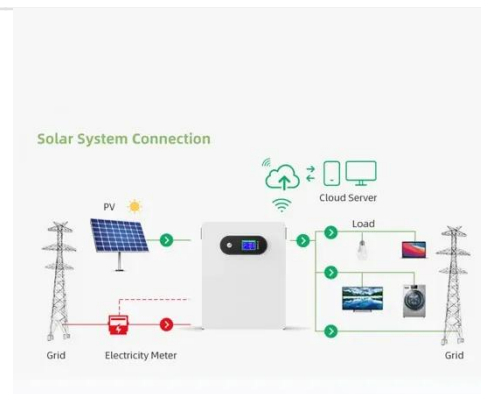 Solar System Connection
Cloud Server
PV
Load
Grid
Electricity Meter
Grid